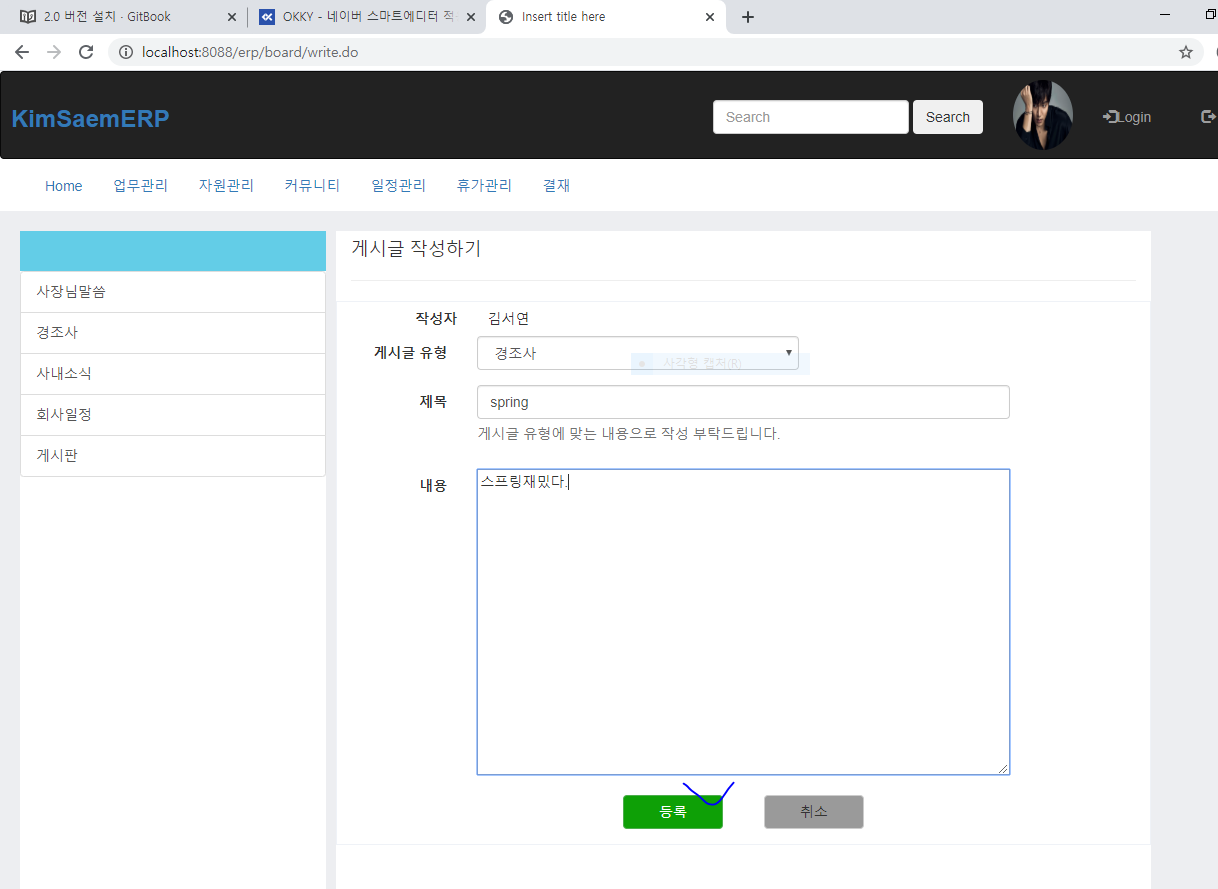 2.0 버전 설치 · GitBook
OKKY - 네이버 스마트에디터 적
Insert title here
localhost:8088/erp/board/write.do
KimSaemERP
Search
Search
Login
Home 업무관리 자원관리 커뮤니티 일정관리 휴가관리 결재
게시글 작성하기
사장님말씀
경조사
사내소식
회사일정
게시판
작성자 김서연
게시글 유형 경조사
사각형 캡처(R)
제목 spring
게시글 유형에 맞는 내용으로 작성 부탁드립니다.
내용 스프링재밌다.
등록 취소